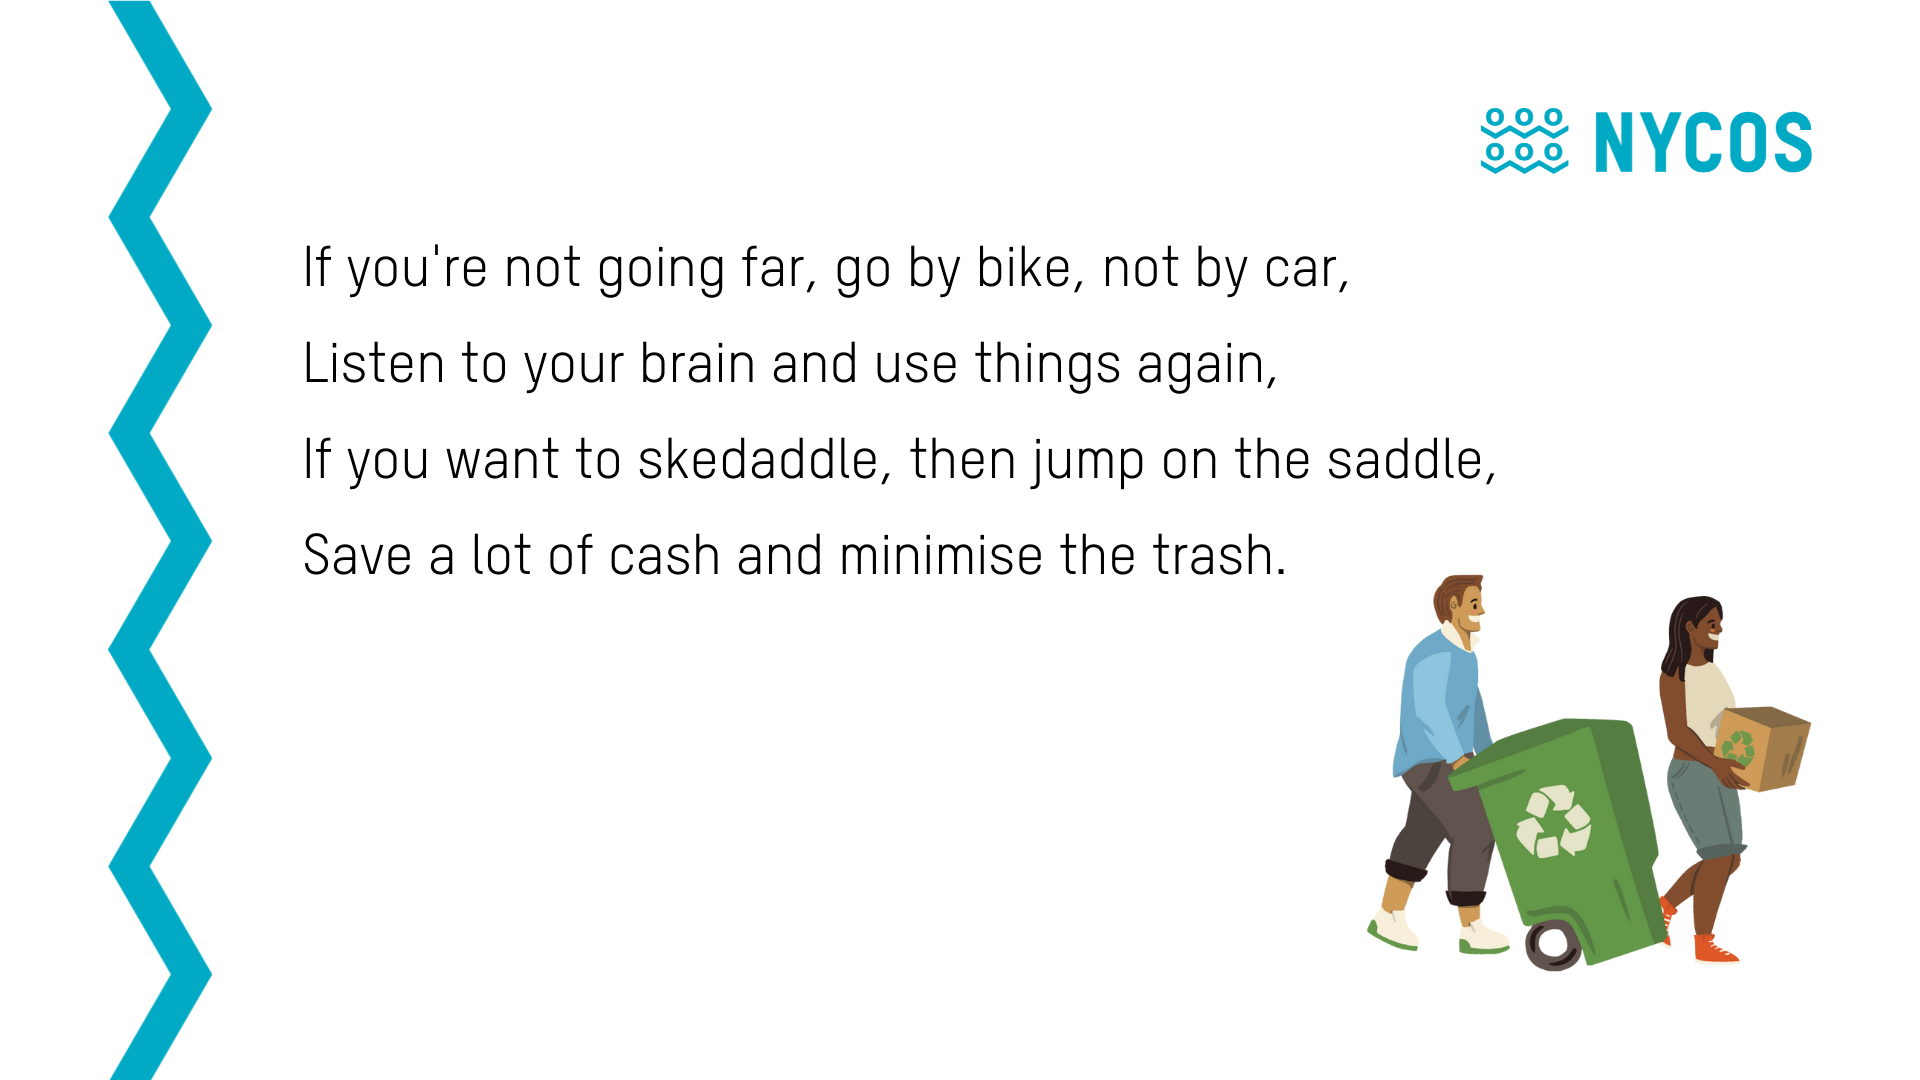 NYCOS
If you're not going far, go by bike, not by car,
Listen to your brain and use things again,
If you want to skedaddle, then jump on the saddle,
Save a lot of cash and minimise the trash.